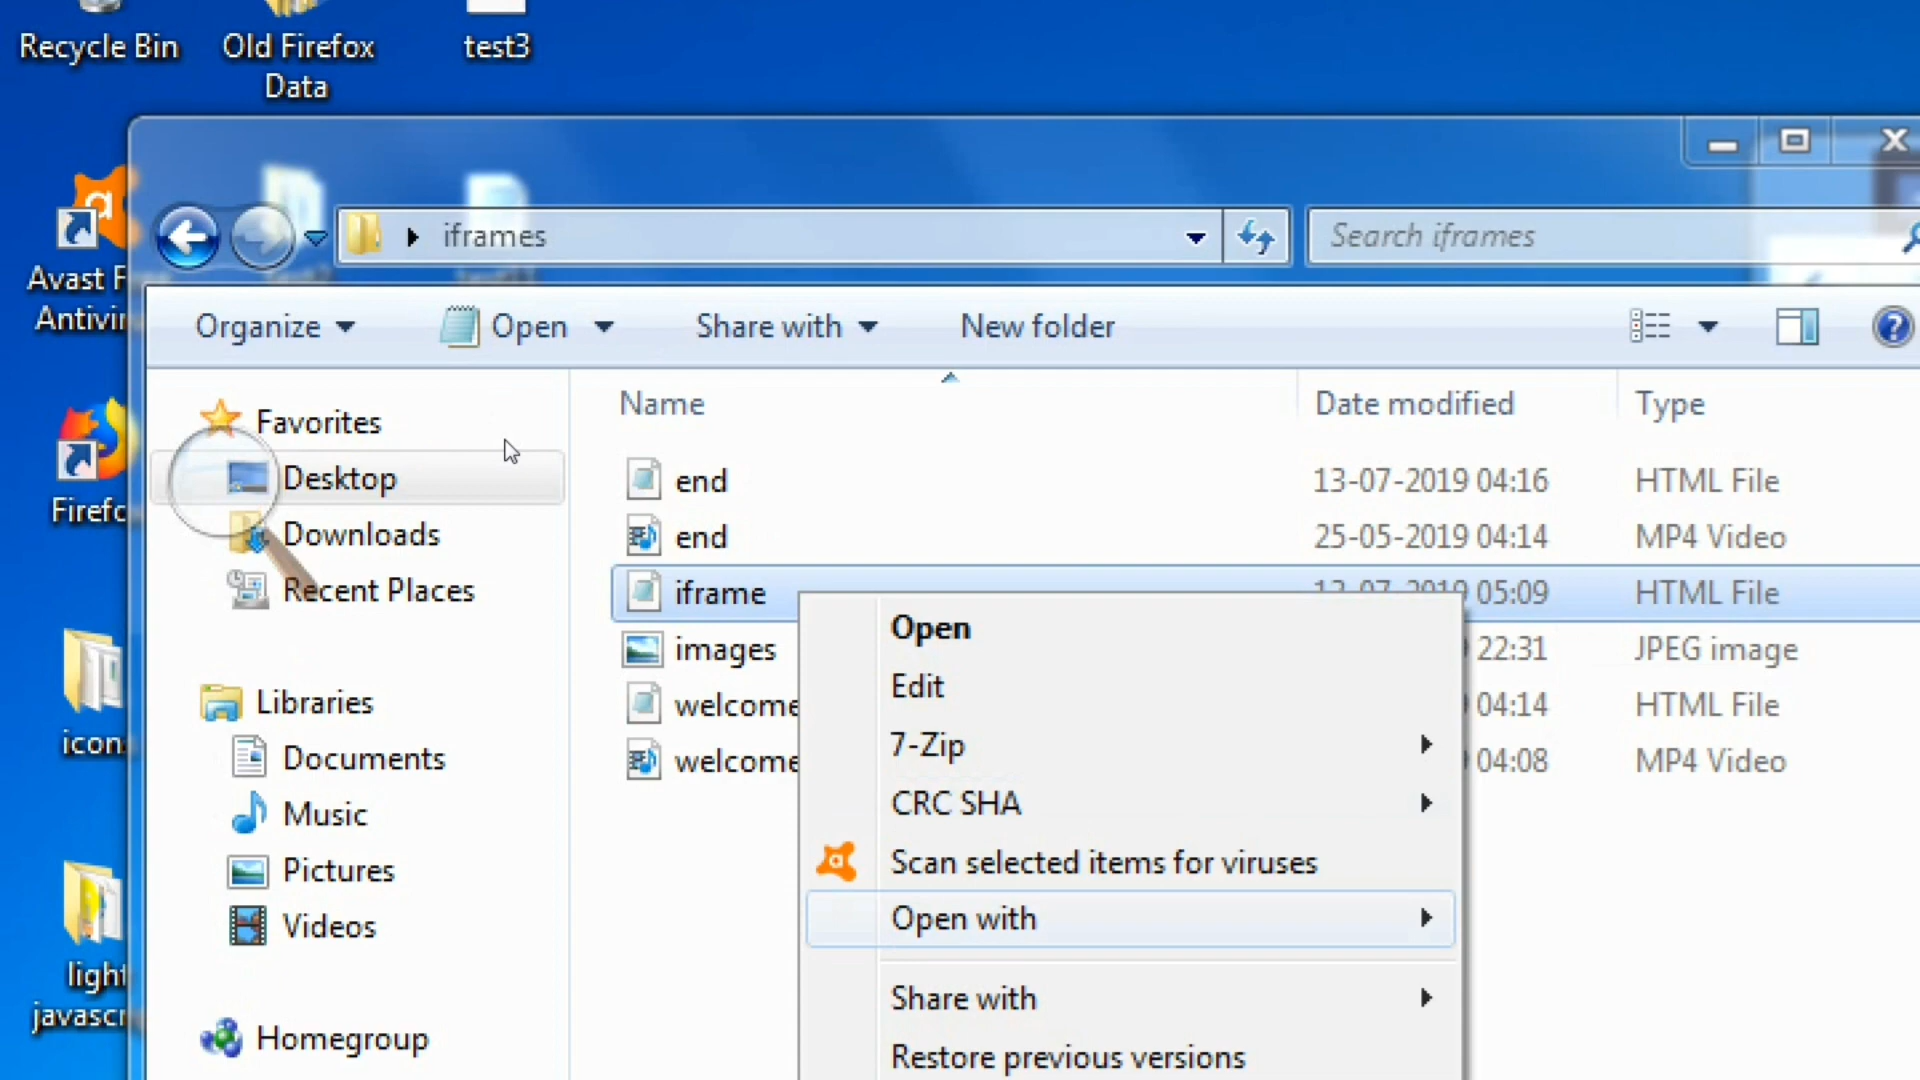 Recycle Bin
Old Firefox
Data
test3
Avast F
Antivir
Firefo
icon
light
javascr
iframes
Search iframes
Organize
Open
Share with
New folder
Favorites
Desktop
Downloads
Recent Places
Libraries
Documents
Music
Pictures
Videos
Homegroup
Name Date modified Type
end 13-07-2019 04:16 HTML File
end 25-05-2019 04:14 MP4 Video
iframe 05:09 HTML File
images 22:31 JPEG image
welcome 04:14 HTML File
welcome 04:08 MP4 Video
Open
Edit
7-Zip
CRC SHA
Scan selected items for viruses
Open with
Share with
Restore previous versions